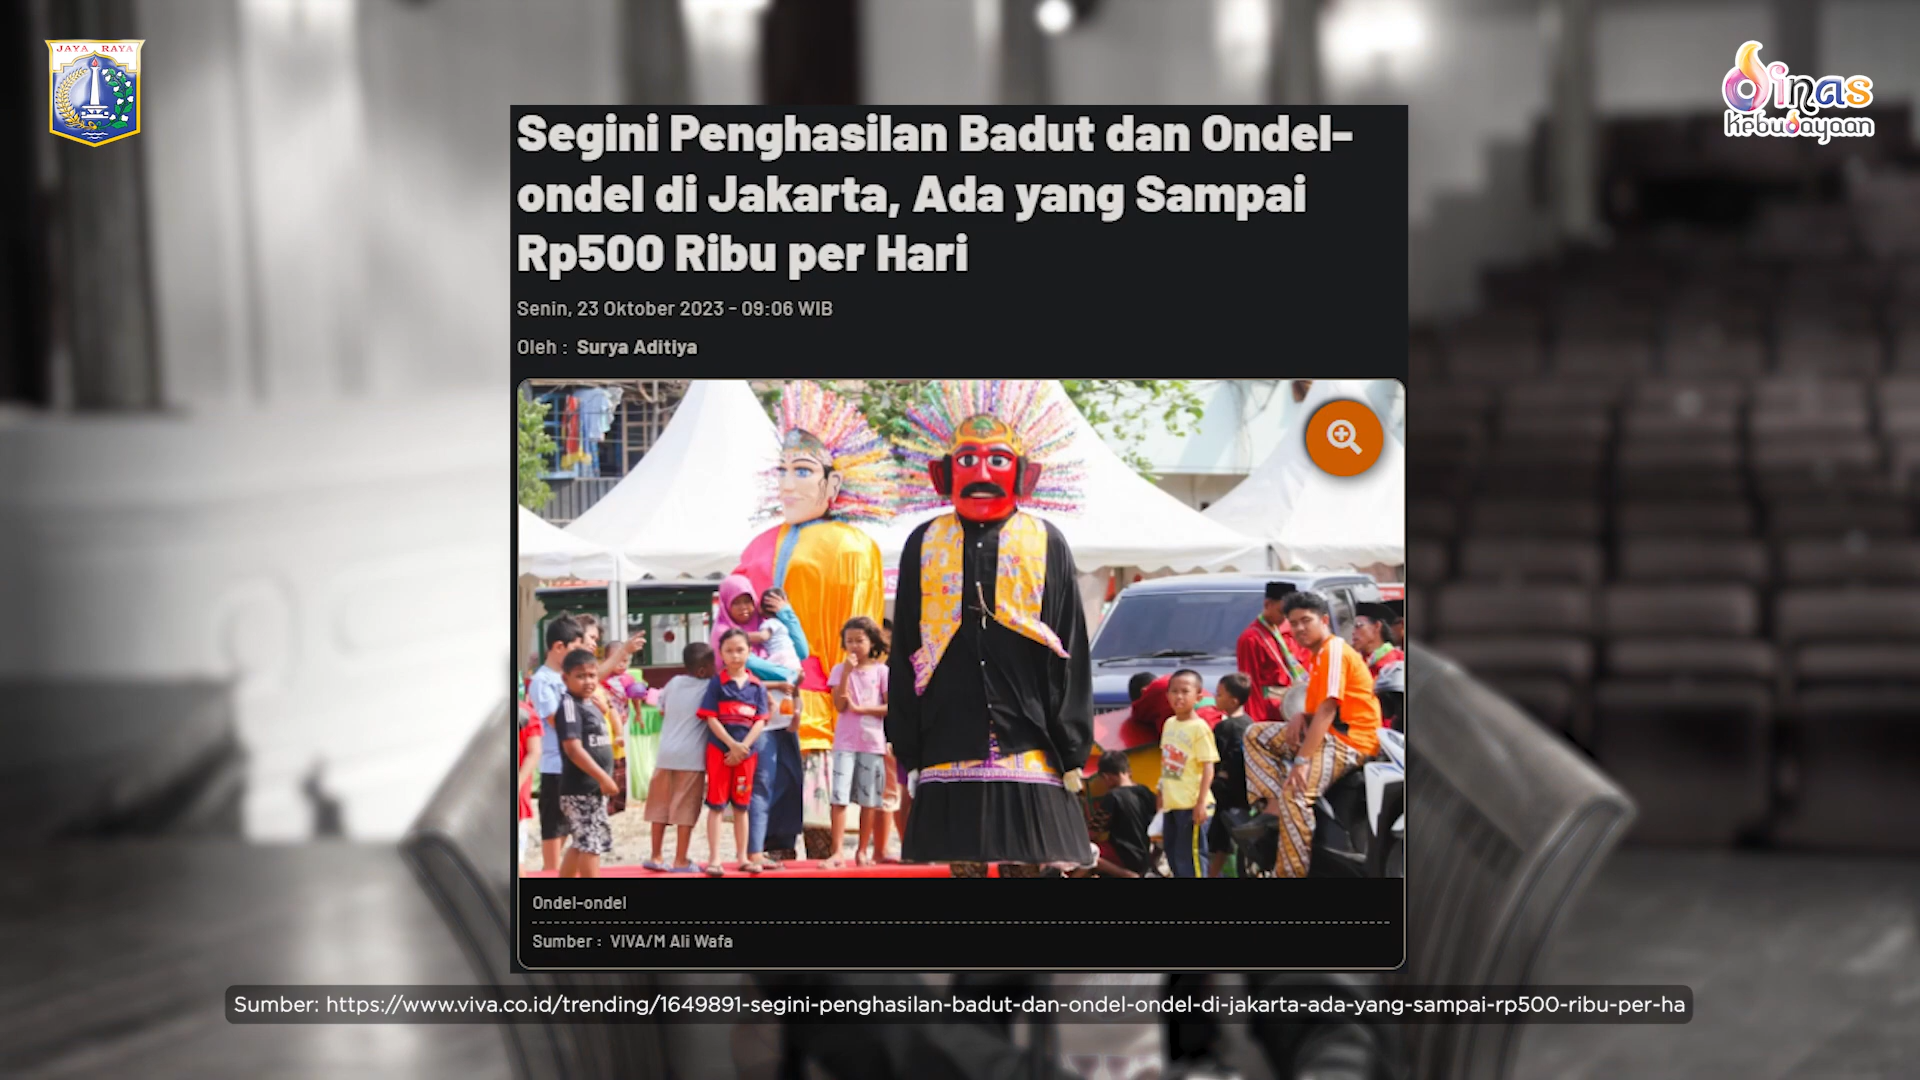 JAYA RAYA
Dinas
Kebudayaan
Segini Penghasilan Badut dan Ondel-
ondel di Jakarta, Ada yang Sampai
Rp500 Ribu per Hari
Senin, 23 Oktober 2023 - 09:06 WIB
Oleh : Surya Aditiya
Ondel-ondel
Sumber : VIVA/M Ali Wafa
Sumber: https://www.viva.co.id/trending/1649891-segini-penghasilan-badut-dan-ondel-ondel-di-jakarta-ada-yang-sampai-rp500-ribu-per-ha